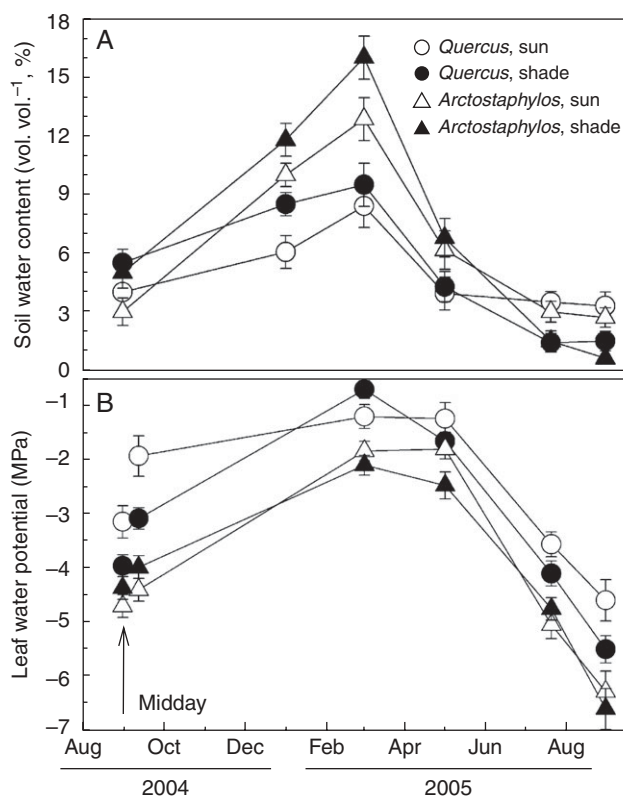 A
Soil water content (vol. vol.⁻¹, %)
18
15
12
9
6
3
0
Quercus, sun
Quercus, shade
Arctostaphylos, sun
Arctostaphylos, shade
B
Leaf water potential (MPa)
–1
–2
–3
–4
–5
–6
–7
Midday
Aug Oct Dec Feb Apr Jun Aug
2004 2005